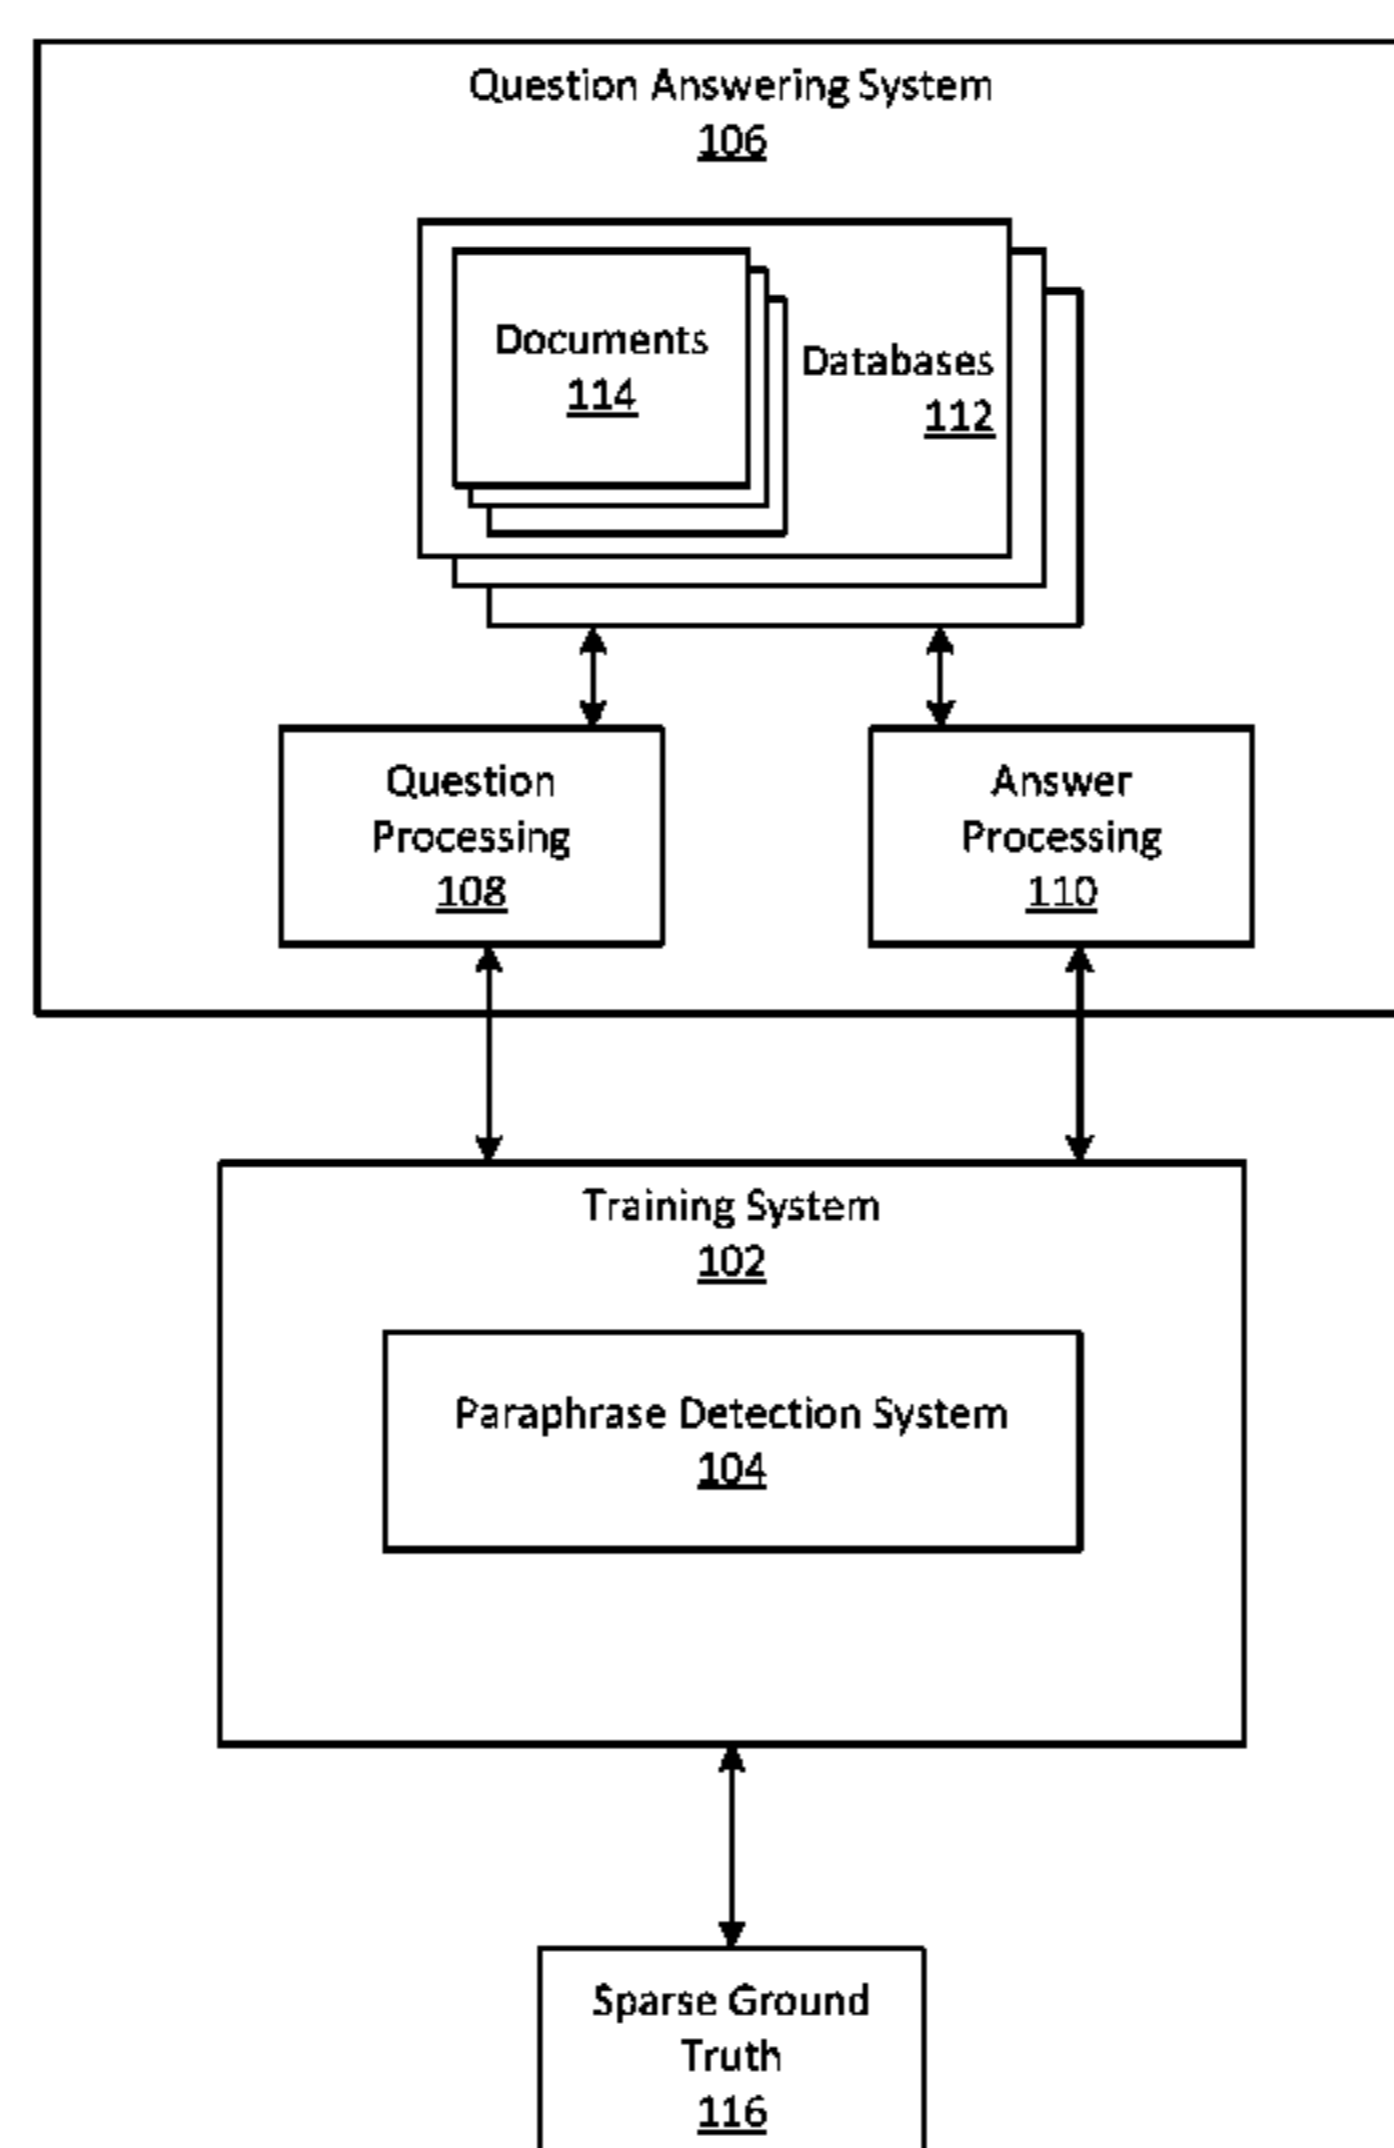 Question Answering System
106
Documents
114
Databases
112
Question
Processing
108
Answer
Processing
110
Training System
102
Paraphrase Detection System
104
Sparse Ground
Truth
116